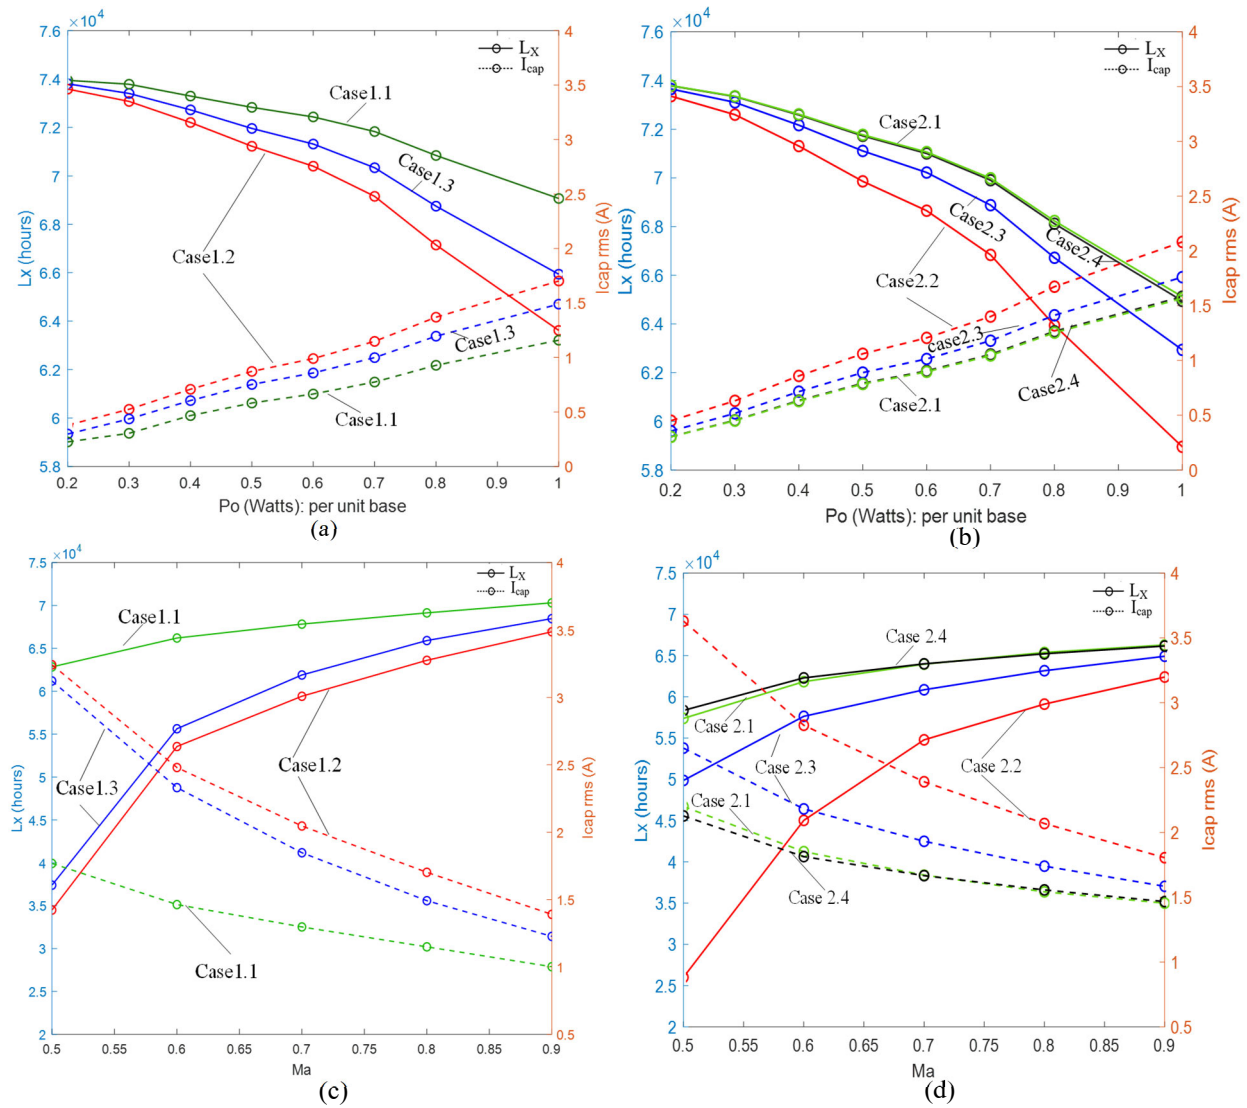 ×10⁴
7.6
7.4
7.2
7
6.8
6.6
6.4
6.2
6
5.8
Lx (hours)
0.2 0.3 0.4 0.5 0.6 0.7 0.8 0.9 1
Po (Watts): per unit base
4
3.5
3
2.5
2
1.5
1
0.5
0
Icap rms (A)
L_X
I_cap
Case1.1
Case1.3
Case1.2
Case1.3
Case1.1
(a)
×10⁴
7.6
7.4
7.2
7
6.8
6.6
6.4
6.2
6
5.8
Lx (hours)
0.2 0.3 0.4 0.5 0.6 0.7 0.8 0.9 1
Po (Watts): per unit base
4
3.5
3
2.5
2
1.5
1
0.5
0
Icap rms (A)
L_X
I_cap
Case2.1
Case2.3
Case2.4
Case2.2
case2.3
Case2.4
Case2.1
(b)
×10⁴
7.5
7
6.5
6
5.5
5
4.5
4
3.5
3
2.5
2
Lx (hours)
0.5 0.55 0.6 0.65 0.7 0.75 0.8 0.85 0.9
Ma
4
3.5
3
2.5
2
1.5
1
0.5
Icap rms (A)
L_X
I_cap
Case1.1
Case1.2
Case1.3
Case1.1
(c)
×10⁴
7.5
7
6.5
6
5.5
5
4.5
4
3.5
3
2.5
2
Lx (hours)
0.5 0.55 0.6 0.65 0.7 0.75 0.8 0.85 0.9
Ma
4
3.5
3
2.5
2
1.5
1
0.5
Icap rms (A)
L_X
I_cap
Case 2.4
Case 2.1
Case 2.3
Case 2.2
Case 2.1
Case 2.4
(d)